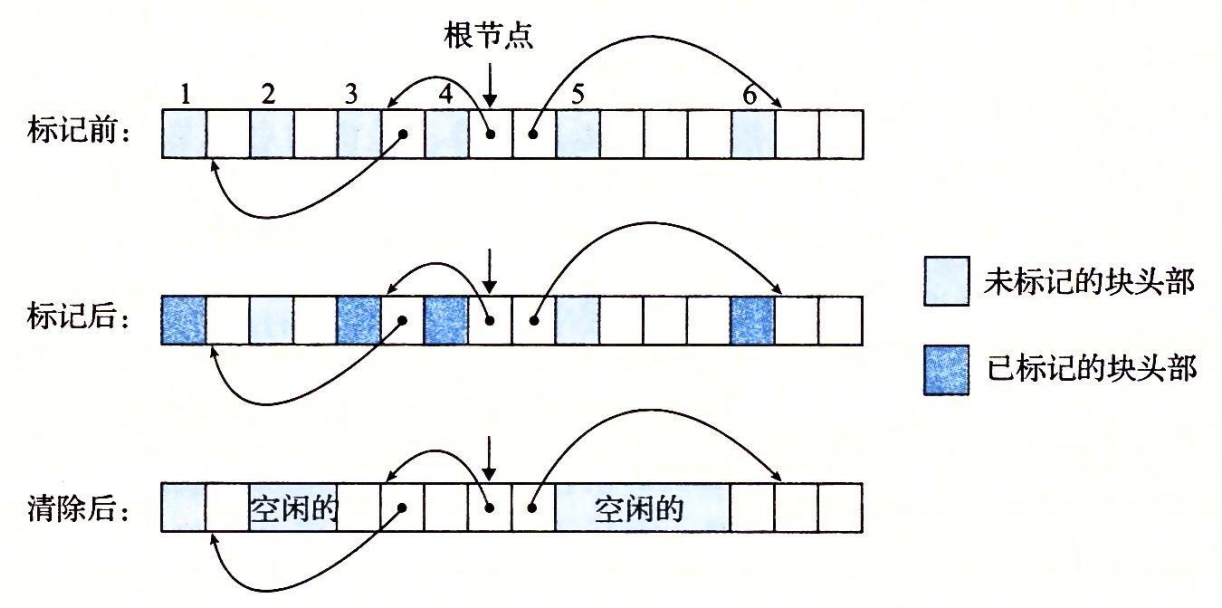 根节点
1 2 3 4 5 6
标记前：
标记后：
未标记的块头部
已标记的块头部
清除后：
空闲的 空闲的